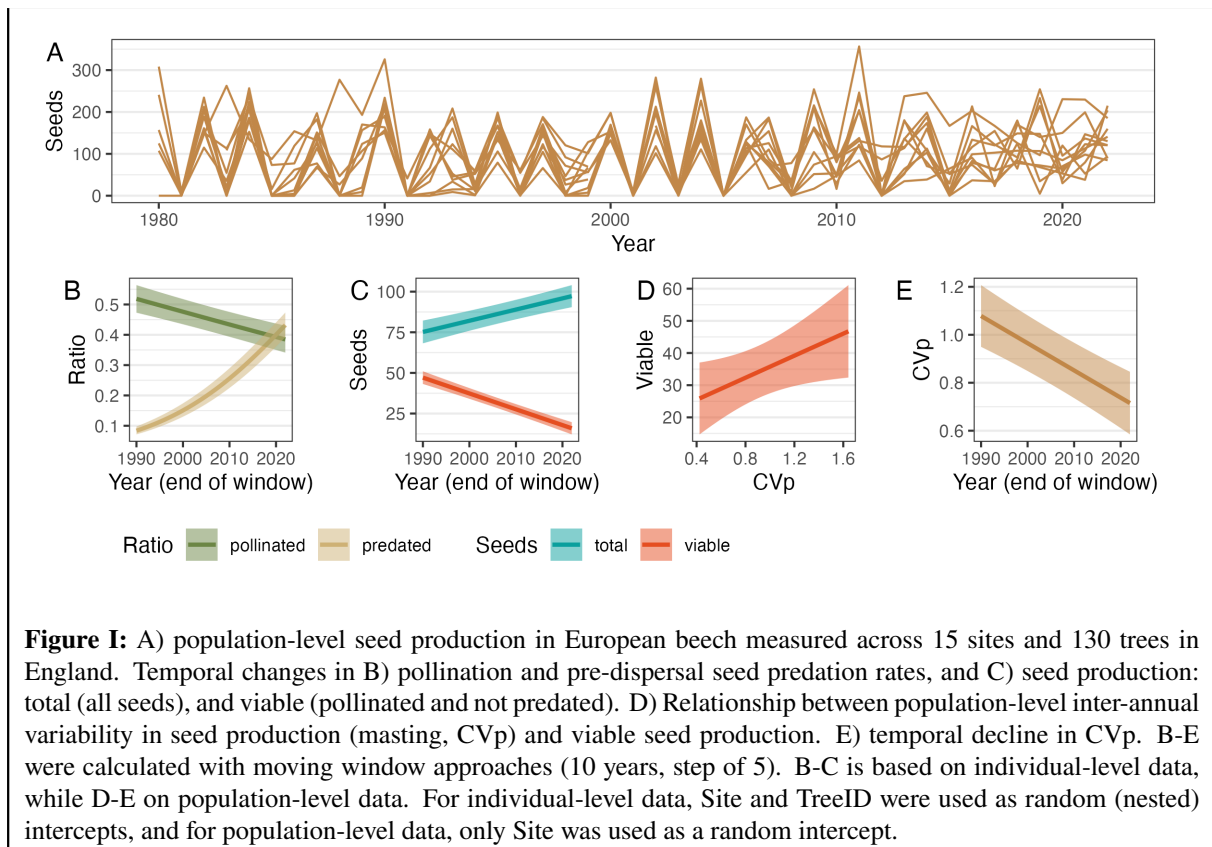 A
300
200
100
0
Seeds
1980
1990
2000
2010
2020
Year
B
0.5
0.4
0.3
0.2
0.1
Ratio
1990 2000 2010 2020
Year (end of window)
C
100
75
50
25
Seeds
1990 2000 2010 2020
Year (end of window)
D
60
50
40
30
20
Viable
0.4 0.8 1.2 1.6
CVp
E
1.2
1.0
0.8
0.6
CVp
1990 2000 2010 2020
Year (end of window)
Ratio pollinated predated Seeds total viable
Figure I: A) population-level seed production in European beech measured across 15 sites and 130 trees in
England. Temporal changes in B) pollination and pre-dispersal seed predation rates, and C) seed production:
total (all seeds), and viable (pollinated and not predated). D) Relationship between population-level inter-annual
variability in seed production (masting, CVp) and viable seed production. E) temporal decline in CVp. B-E
were calculated with moving window approaches (10 years, step of 5). B-C is based on individual-level data,
while D-E on population-level data. For individual-level data, Site and TreeID were used as random (nested)
intercepts, and for population-level data, only Site was used as a random intercept.